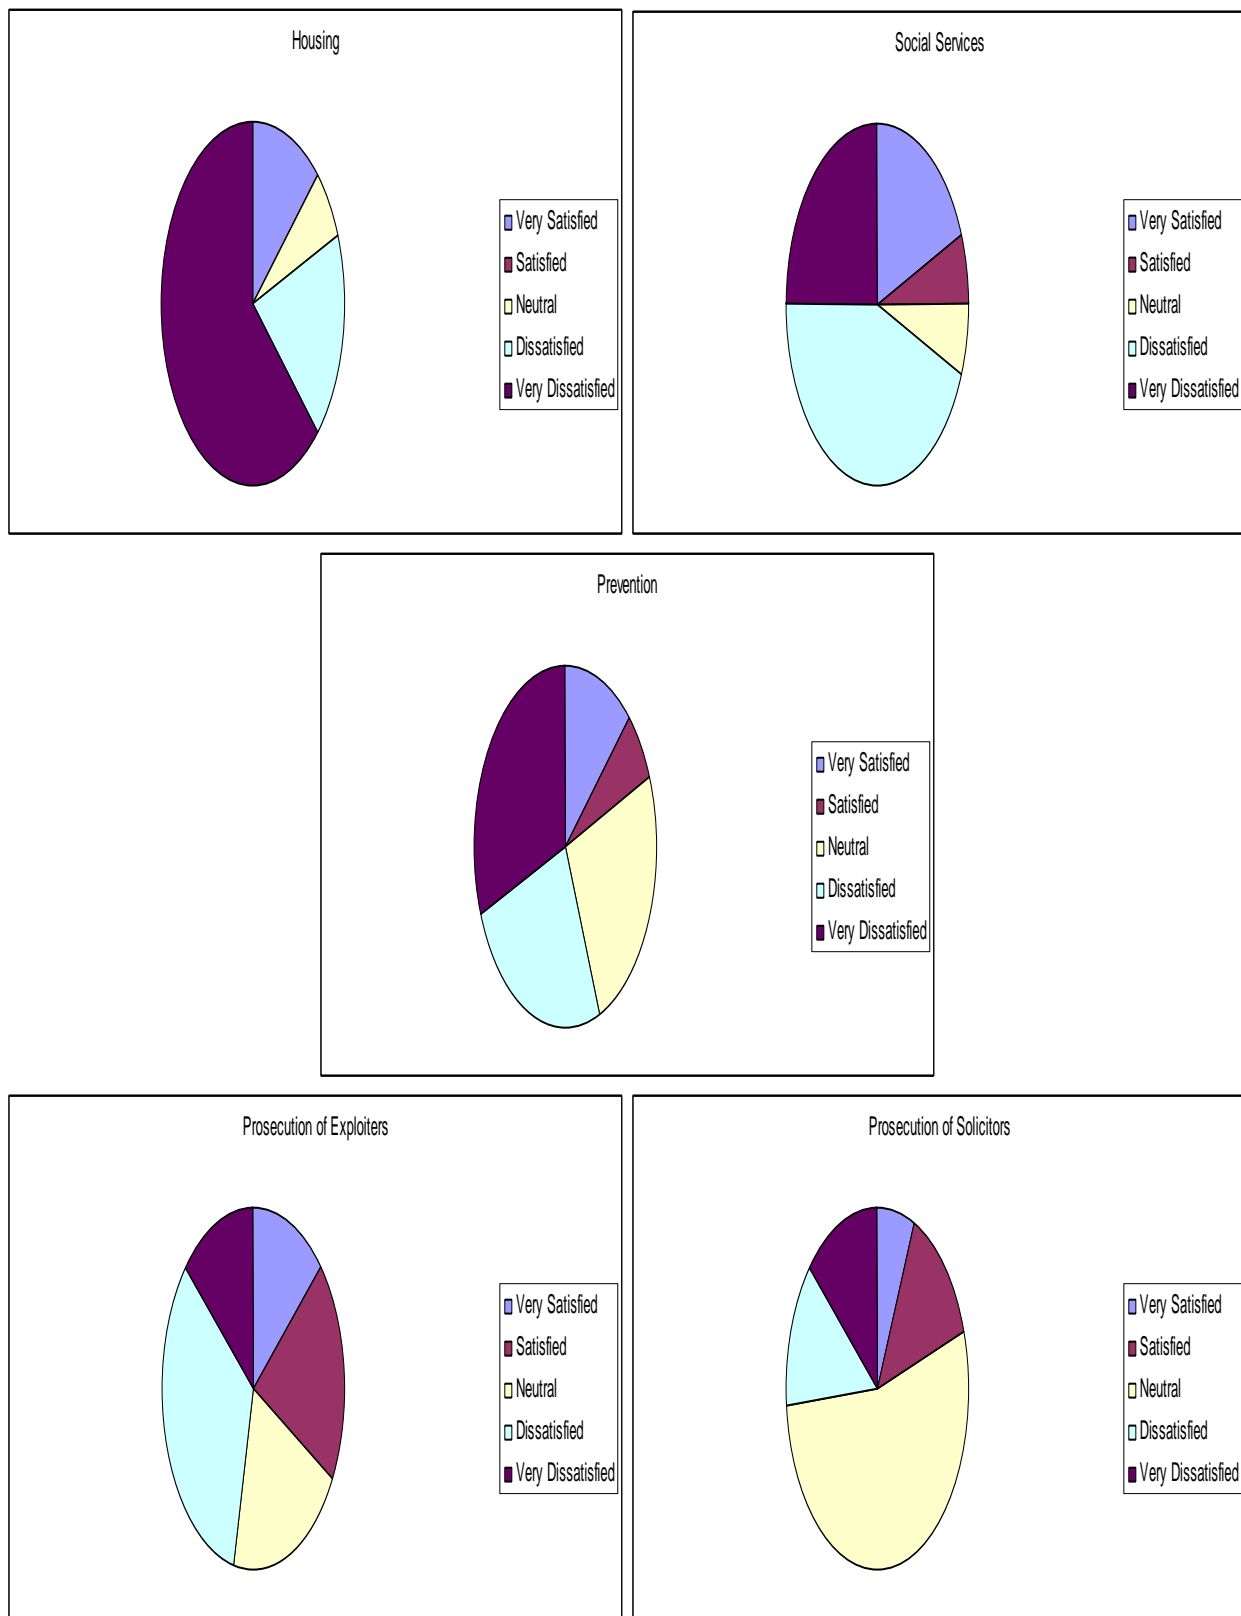 Housing
Very Satisfied
Satisfied
Neutral
Dissatisfied
Very Dissatisfied
Social Services
Very Satisfied
Satisfied
Neutral
Dissatisfied
Very Dissatisfied
Prevention
Very Satisfied
Satisfied
Neutral
Dissatisfied
Very Dissatisfied
Prosecution of Exploiters
Very Satisfied
Satisfied
Neutral
Dissatisfied
Very Dissatisfied
Prosecution of Solicitors
Very Satisfied
Satisfied
Neutral
Dissatisfied
Very Dissatisfied